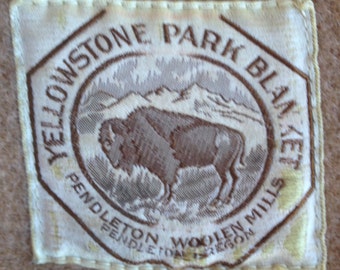 YELLOWSTONE PARK BLANKET
PENDLETON WOOLEN MILLS
PENDLETON OREGON